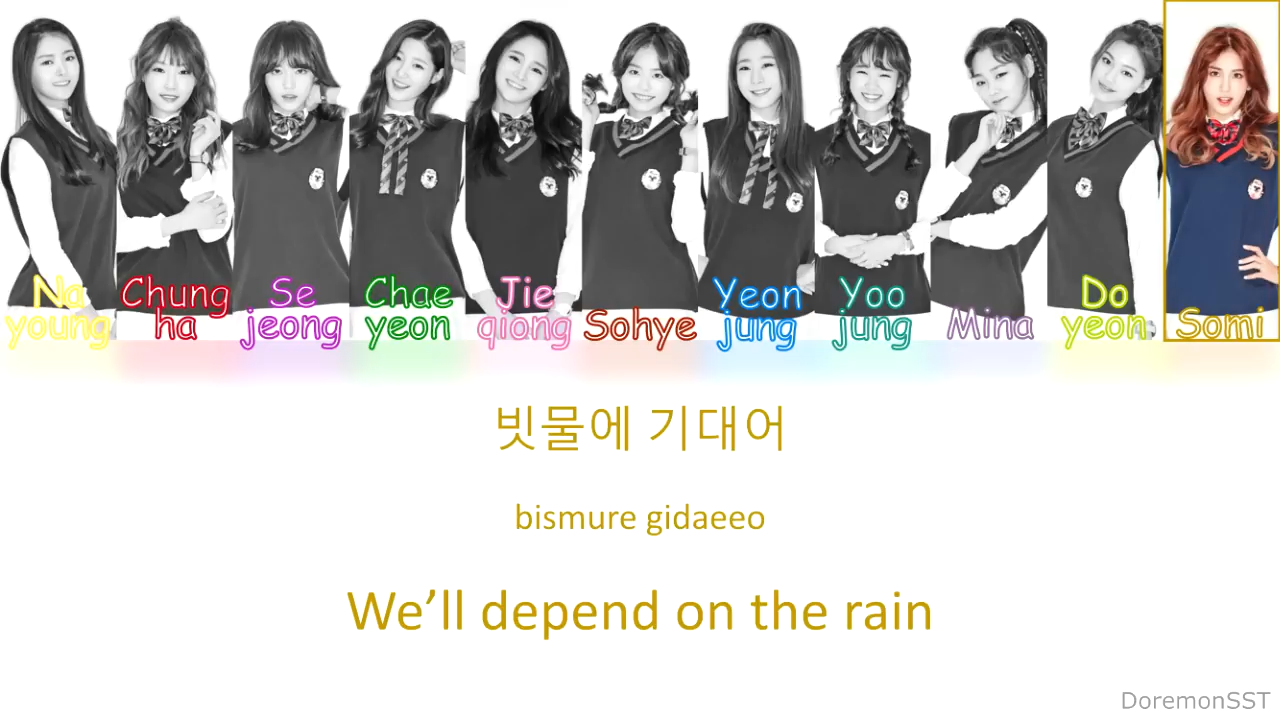 Na
young
Chung
ha
Se
jeong
Chae
yeon
Jie
qiong
Sohye
Yeon
jung
Yoo
jung
Mina
Do
yeon
Somi
빗물에 기대어
bismure gidaeeo
We’ll depend on the rain
DoremonSST